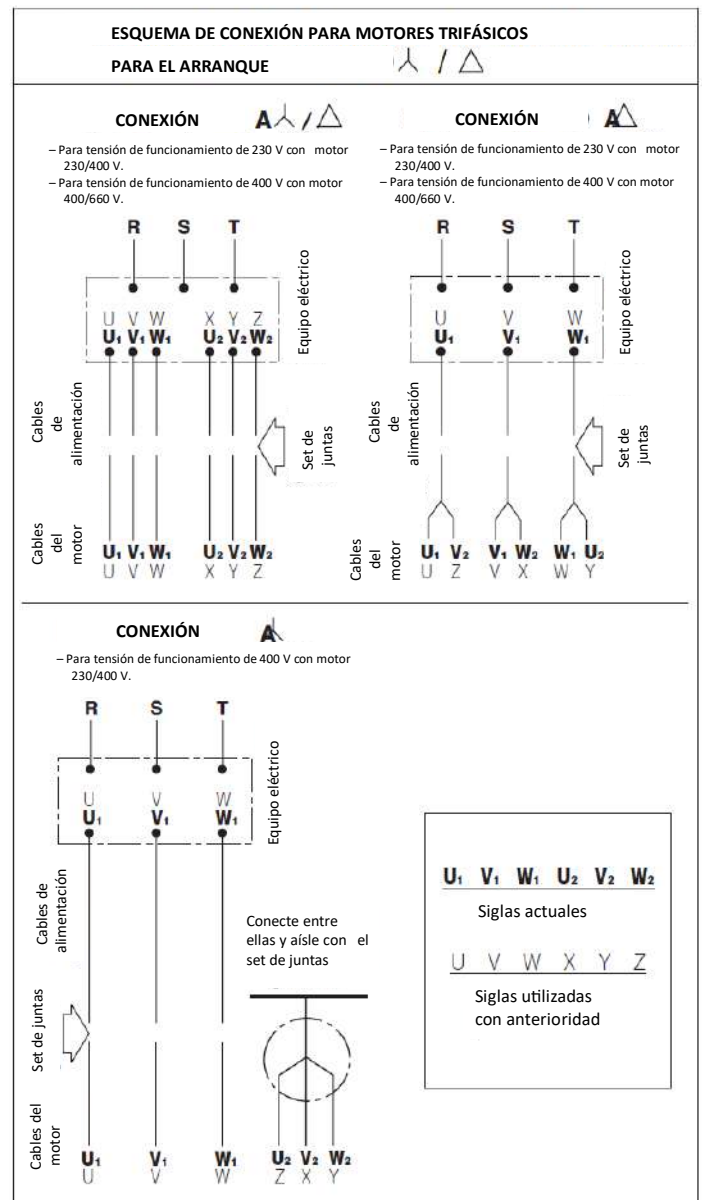 ESQUEMA DE CONEXIÓN PARA MOTORES TRIFÁSICOS
PARA EL ARRANQUE /
CONEXIÓN A /
– Para tensión de funcionamiento de 230 V con motor
230/400 V.
– Para tensión de funcionamiento de 400 V con motor
400/660 V.
R S T
U V W X Y Z
U₁ V₁ W₁ U₂ V₂ W₂
Equipo eléctrico
Cables
de
alimentación
Set de
juntas
Cables
del
motor
U₁ V₁ W₁ U₂ V₂ W₂
U V W X Y Z
CONEXIÓN A
– Para tensión de funcionamiento de 230 V con motor
230/400 V.
– Para tensión de funcionamiento de 400 V con motor
400/660 V.
R S T
U V W
U₁ V₁ W₁
Equipo eléctrico
Cables
de
alimentación
Set de
juntas
Cables
del
motor
U₁ V₂ V₁ W₂ W₁ U₂
U Z V X W Y
CONEXIÓN A
– Para tensión de funcionamiento de 400 V con motor
230/400 V.
R S T
U V W
U₁ V₁ W₁
Equipo eléctrico
Cables de
alimentación
Conecte entre
ellas y aísle con el
set de juntas
Set de juntas
Cables del
motor
U₁ V₁ W₁ U₂ V₂ W₂
U V W Z X Y
U₁ V₁ W₁ U₂ V₂ W₂
Siglas actuales
U V W X Y Z
Siglas utilizadas
con anterioridad